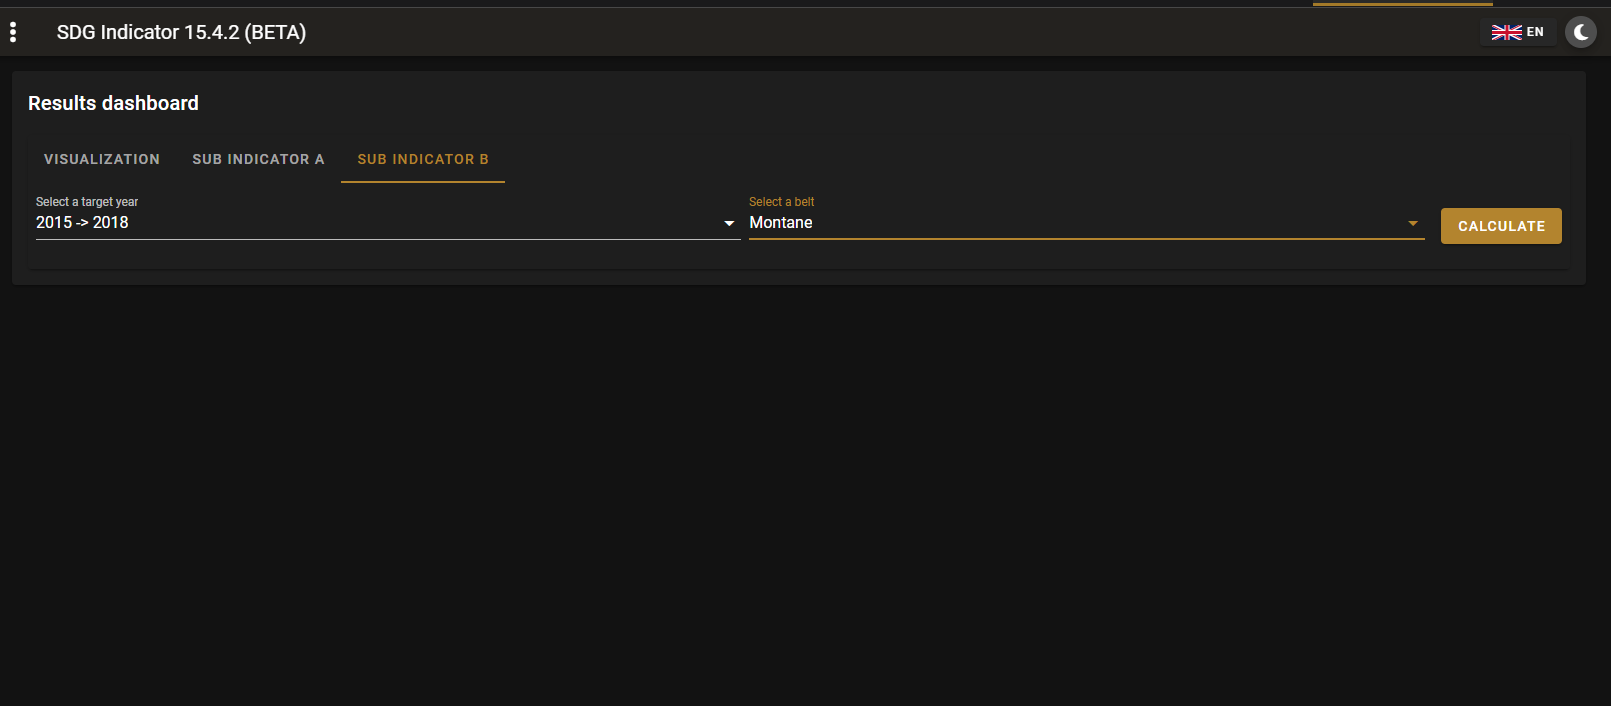 SDG Indicator 15.4.2 (BETA)
EN
Results dashboard
VISUALIZATION
SUB INDICATOR A
SUB INDICATOR B
Select a target year
2015 -> 2018
Select a belt
Montane
CALCULATE